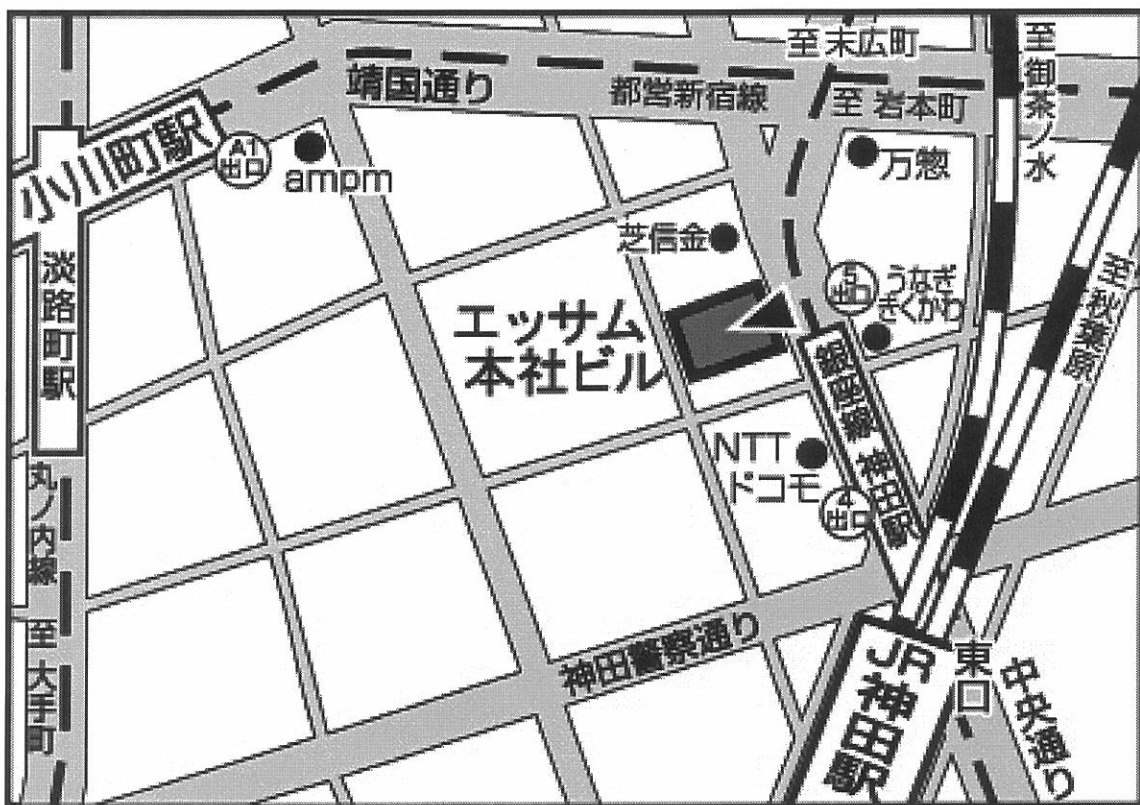 至末広町
至御茶ノ水
靖国通り
都営新宿線
至岩本町
小川町駅
A1
出口
ampm
万惣
芝信金
至秋葉原
淡路町駅
5
出口
うなぎ
きくかわ
エッサム
本社ビル
銀座線 神田駅
NTT
ドコモ
4
出口
丸ノ内線 至 大手町
神田警察通り
JR
神田駅
東口
中央通り